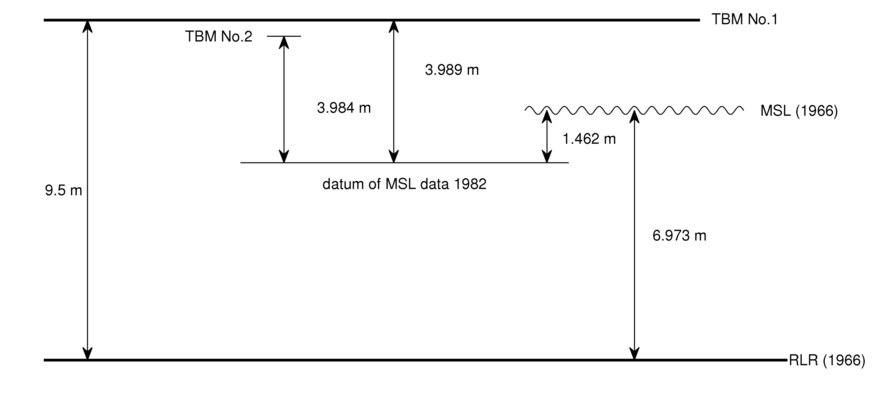 TBM No.1
TBM No.2
3.989 m
3.984 m
MSL (1966)
1.462 m
datum of MSL data 1982
9.5 m
6.973 m
RLR (1966)